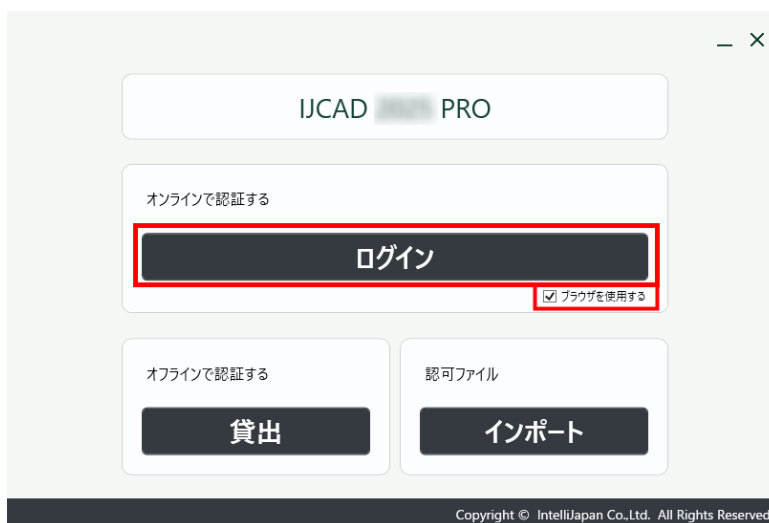 IJCAD PRO
オンラインで認証する
ログイン
ブラウザを使用する
オフラインで認証する
認可ファイル
貸出
インポート
Copyright © IntelliJapan Co.,Ltd. All Rights Reserved